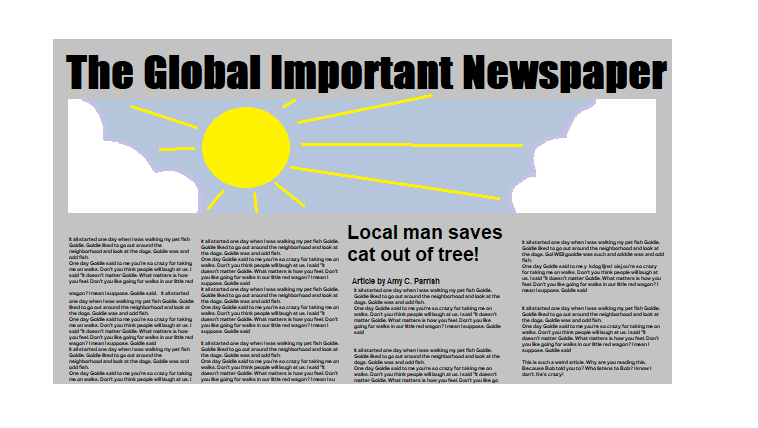 The Global Important Newspaper
It all started one day when I was walking my pet fish
Goldie. Goldie liked to go out around the
neighborhood and look at the dogs. Goldie was and
odd fish.
One day Goldie said to me you're so crazy for taking
me on walks. Don't you think people will laugh at us. I
said "It doesn't matter Goldie. What matters is how
you feel. Don't you like going for walks in our little red
wagon? I mean I suppose. Goldie said. It all started
one day when I was walking my pet fish Goldie. Goldie
liked to go out around the neighborhood and look at
the dogs. Goldie was and odd fish.
One day Goldie said to me you're so crazy for taking
me on walks. Don't you think people will laugh at us. I
said "It doesn't matter Goldie. What matters is how
you feel. Don't you like going for walks in our little red
wagon? I mean I suppose. Goldie said
It all started one day when I was walking my pet fish
Goldie. Goldie liked to go out around the
neighborhood and look at the dogs. Goldie was and
odd fish.
One day Goldie said to me you're so crazy for taking
me on walks. Don't you think people will laugh at us. I
It all started one day when I was walking my pet fish Goldie.
Goldie liked to go out around the neighborhood and look at
the dogs. Goldie was and odd fish.
One day Goldie said to me you're so crazy for taking me on
walks. Don't you think people will laugh at us. I said "It
doesn't matter Goldie. What matters is how you feel. Don't
you like going for walks in our little red wagon? I mean I
suppose. Goldie said
It all started one day when I was walking my pet fish Goldie.
Goldie liked to go out around the neighborhood and look at
the dogs. Goldie was and odd fish.
One day Goldie said to me you're so crazy for taking me on
walks. Don't you think people will laugh at us. I said "It
doesn't matter Goldie. What matters is how you feel. Don't
you like going for walks in our little red wagon? I mean I
suppose. Goldie said
It all started one day when I was walking my pet fish Goldie.
Goldie liked to go out around the neighborhood and look at
the dogs. Goldie was and odd fish.
One day Goldie said to me you're so crazy for taking me on
walks. Don't you think people will laugh at us. I said "It
doesn't matter Goldie. What matters is how you feel. Don't
you like going for walks in our little red wagon? I mean I su
Local man saves
cat out of tree!
Article by Amy C. Parrish
It all started one day when I was walking my pet fish Goldie.
Goldie liked to go out around the neighborhood and look at the
dogs. Goldie was and odd fish.
One day Goldie said to me you're so crazy for taking me on
walks. Don't you think people will laugh at us. I said "It doesn't
matter Goldie. What matters is how you feel. Don't you like
going for walks in our little red wagon? I mean I suppose. Goldie
said
It all started one day when I was walking my pet fish Goldie.
Goldie liked to go out around the neighborhood and look at the
dogs. Goldie was and odd fish.
One day Goldie said to me you're so crazy for taking me on
walks. Don't you think people will laugh at us. I said "It doesn't
matter Goldie. What matters is how you feel. Don't you like go
It all started one day when I was walking my pet fish Goldie.
Goldie liked to go out around the neighborhood and look at
the dogs. goldie was such and odddie was and odd
fish.
One day Goldie said to me you're so crazy
for taking me on walks. Don't you think people will laugh at
us. I said "It doesn't matter Goldie. What matters is how you
feel. Don't you like going for walks in our little red wagon? I
mean I suppose. Goldie said
It all started one day when I was walking my pet fish Goldie.
Goldie liked to go out around the neighborhood and look at
the dogs. Goldie was and odd fish.
One day Goldie said to me you're so crazy for taking me on
walks. Don't you think people will laugh at us. I said "It
doesn't matter Goldie. What matters is how you feel. Don't
you like going for walks in our little red wagon? I mean I
suppose. Goldie said
This is such a weird article. Why are you reading this.
Because Bob told you to? Who listens to Bob? I know I
don't. He's crazy!